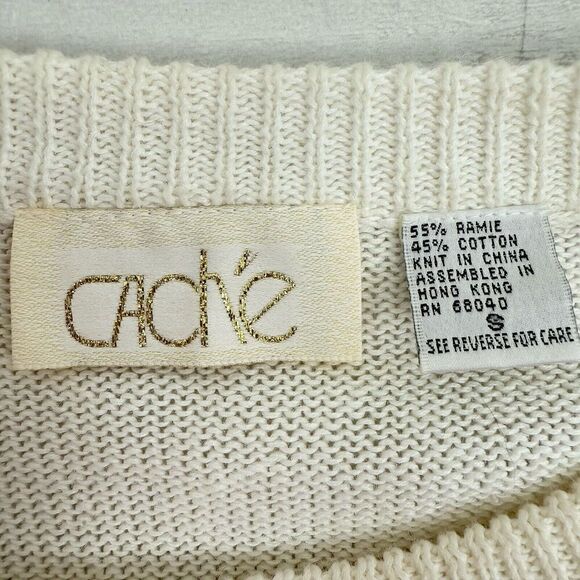 caché
55% RAMIE
45% COTTON
KNIT IN CHINA
ASSEMBLED IN
HONG KONG
RN 68040
S
SEE REVERSE FOR CARE